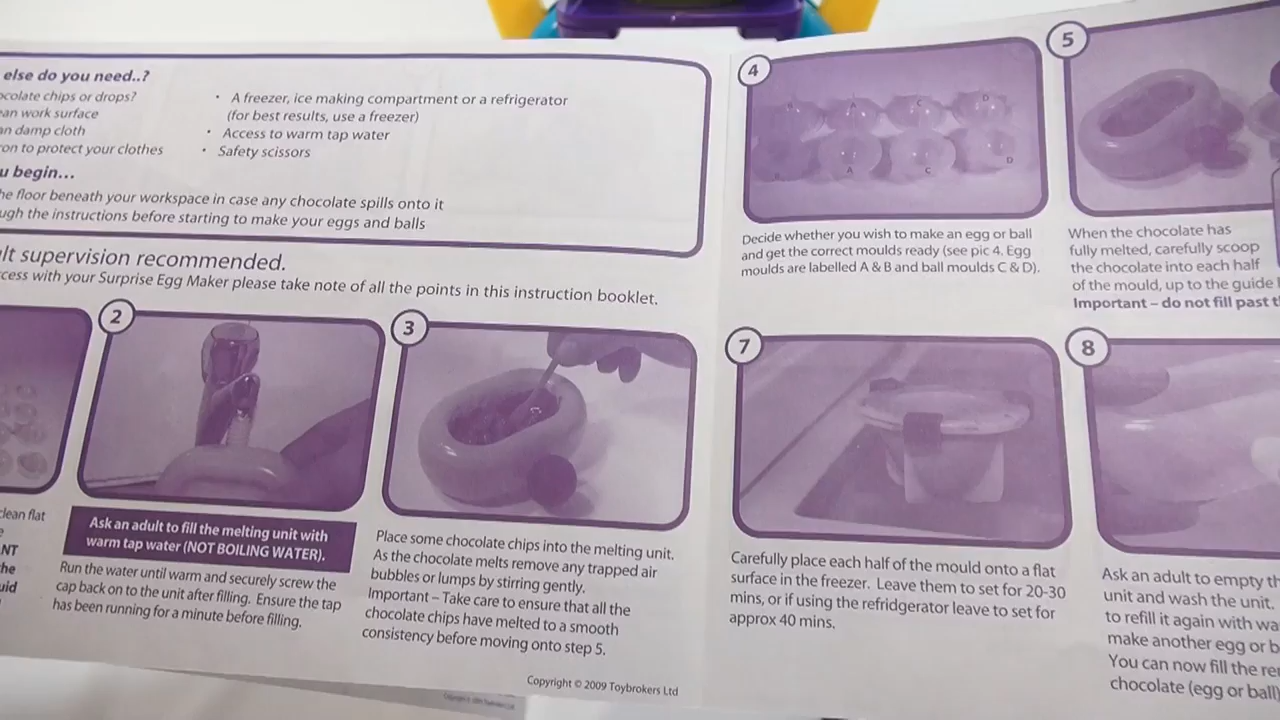 else do you need..?
ocolate chips or drops?
ean work surface
an damp cloth
ron to protect your clothes
• A freezer, ice making compartment or a refrigerator
(for best results, use a freezer)
• Access to warm tap water
• Safety scissors
u begin...
he floor beneath your workspace in case any chocolate spills onto it
ugh the instructions before starting to make your eggs and balls
lt supervision recommended.
cess with your Surprise Egg Maker please take note of all the points in this instruction booklet.
clean flat
e
NT
he
uid
2
Ask an adult to fill the melting unit with
warm tap water (NOT BOILING WATER).
Run the water until warm and securely screw the
cap back on to the unit after filling. Ensure the tap
has been running for a minute before filling.
3
Place some chocolate chips into the melting unit.
As the chocolate melts remove any trapped air
bubbles or lumps by stirring gently.
Important – Take care to ensure that all the
chocolate chips have melted to a smooth
consistency before moving onto step 5.
Copyright © 2009 Toybrokers Ltd
4
A C D
A C D
Decide whether you wish to make an egg or ball
and get the correct moulds ready (see pic 4. Egg
moulds are labelled A & B and ball moulds C & D).
5
When the chocolate has
fully melted, carefully scoop
the chocolate into each half
of the mould, up to the guide l
Important – do not fill past t
7
Carefully place each half of the mould onto a flat
surface in the freezer. Leave them to set for 20-30
mins, or if using the refridgerator leave to set for
approx 40 mins.
8
Ask an adult to empty th
unit and wash the unit.
to refill it again with wa
make another egg or b
You can now fill the re
chocolate (egg or ball)